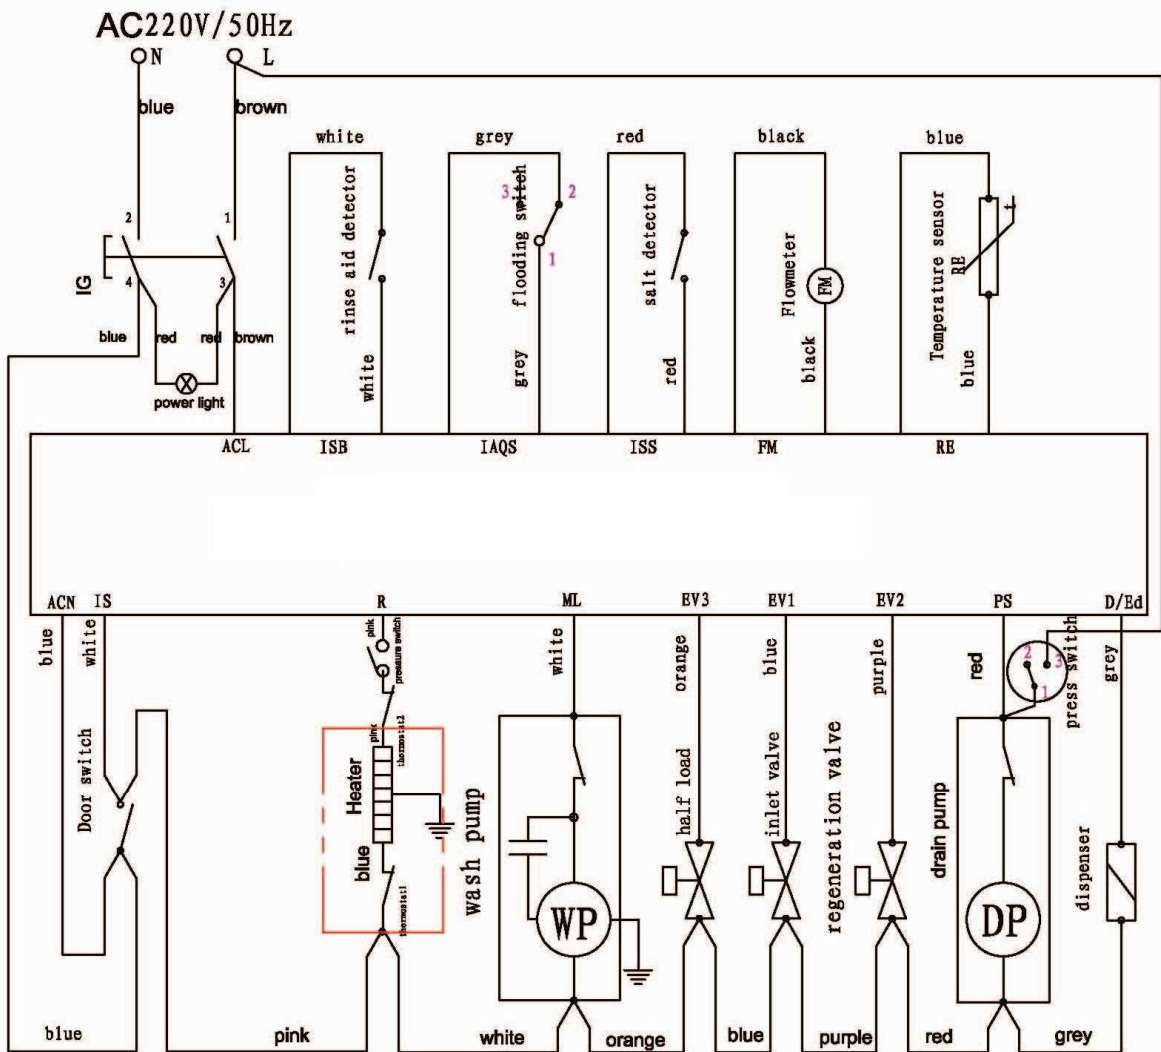 AC220V/50Hz
N
L
blue
brown
white
grey
red
black
blue
2
1
rinse aid detector
3
2
1
flooding switch
salt detector
Flowmeter
FM
Temperature sensor
RE
t
IG
4
3
blue
red
red
brown
power light
white
grey
red
black
blue
ACL
ISB
IAQS
ISS
FM
RE
ACN
IS
R
ML
EV3
EV1
EV2
PS
D/Ed
blue
white
pink
pressure switch
white
orange
blue
purple
red
2
3
1
press switch
grey
Door switch
pink
thermostat2
Heater
blue
thermostat1
wash pump
WP
half load
inlet valve
regeneration valve
drain pump
DP
dispenser
blue
pink
white
orange
blue
purple
red
grey